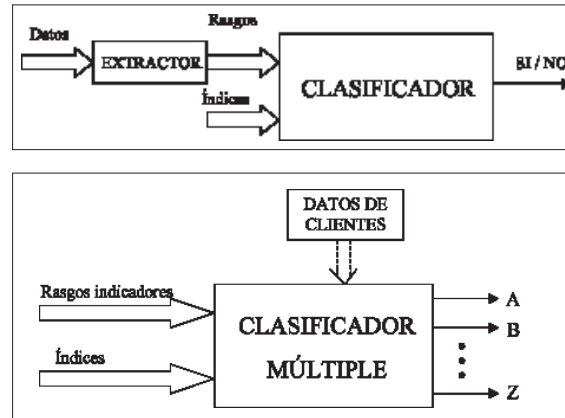 Rasgos
Datos
EXTRACTOR
CLASIFICADOR
SI / NO
Índices
DATOS DE
CLIENTES
Rasgos indicadores
CLASIFICADOR
MÚLTIPLE
Índices
A
B
Z